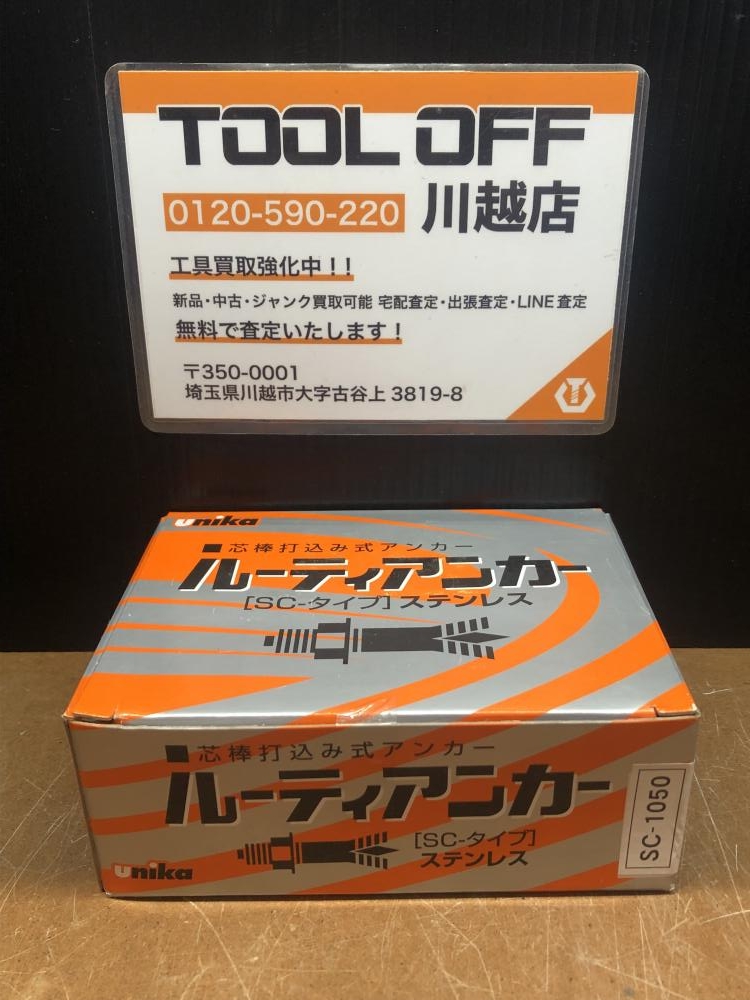 TOOL OFF
0120-590-220 川越店
工具買取強化中!!
新品・中古・ジャンク買取可能 宅配査定・出張査定・LINE査定
無料で査定いたします!
〒350-0001
埼玉県川越市大字古谷上 3819-8
unika
■芯棒打込み式アンカー
ルーティアンカー
[SC-タイプ]ステンレス
■芯棒打込み式アンカー
ルーティアンカー
[SC-タイプ]
ステンレス
unika
SC-1050